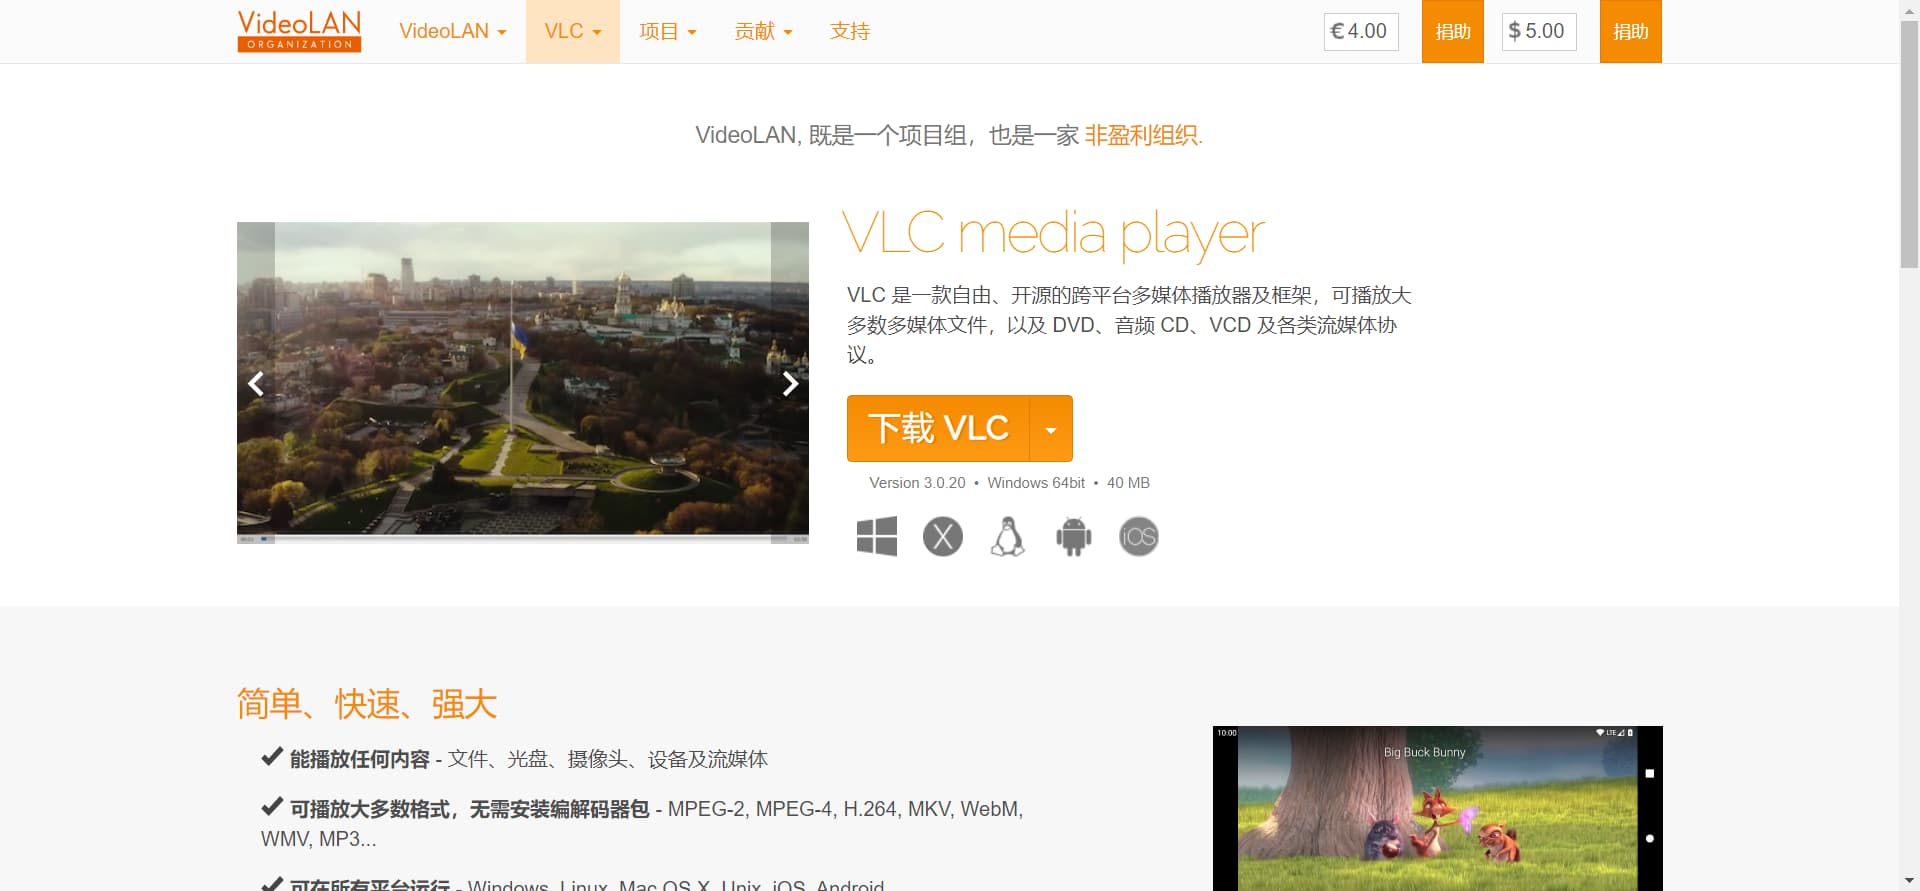 VideoLAN
ORGANIZATION
VideoLAN
VLC
项目
贡献
支持
€ 4.00
捐助
$ 5.00
捐助
VideoLAN, 既是一个项目组，也是一家 非盈利组织.
VLC media player
VLC 是一款自由、开源的跨平台多媒体播放器及框架，可播放大
多数多媒体文件，以及 DVD、音频 CD、VCD 及各类流媒体协
议。
下载 VLC
Version 3.0.20 • Windows 64bit • 40 MB
iOS
简单、快速、强大
能播放任何内容 - 文件、光盘、摄像头、设备及流媒体
可播放大多数格式，无需安装编解码器包 - MPEG-2, MPEG-4, H.264, MKV, WebM,
WMV, MP3...
可在所有平台运行 - Windows, Linux, Mac OS X, Unix, iOS, Android
10:00
LTE
Big Buck Bunny